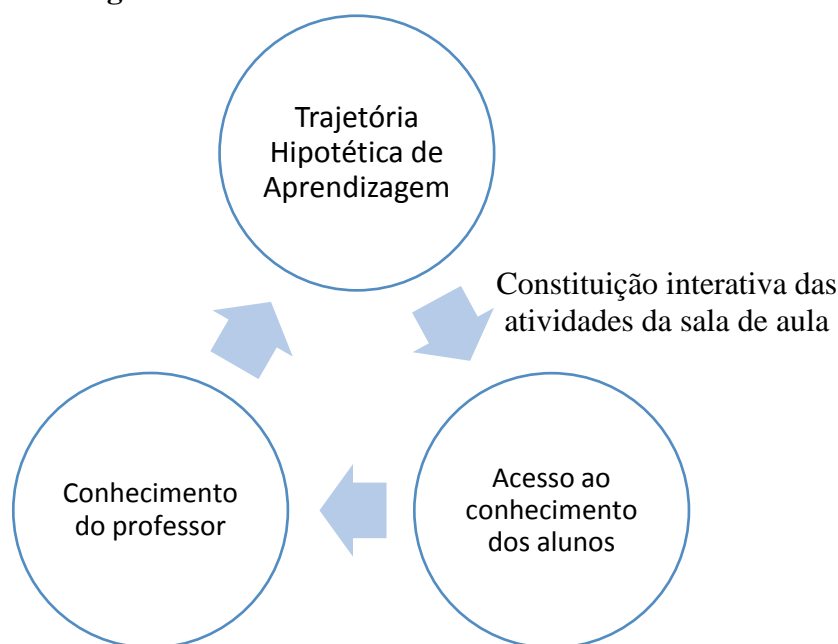 Trajetória
Hipotética de
Aprendizagem
Constituição interativa das
atividades da sala de aula
Conhecimento
do professor
Acesso ao
conhecimento
dos alunos